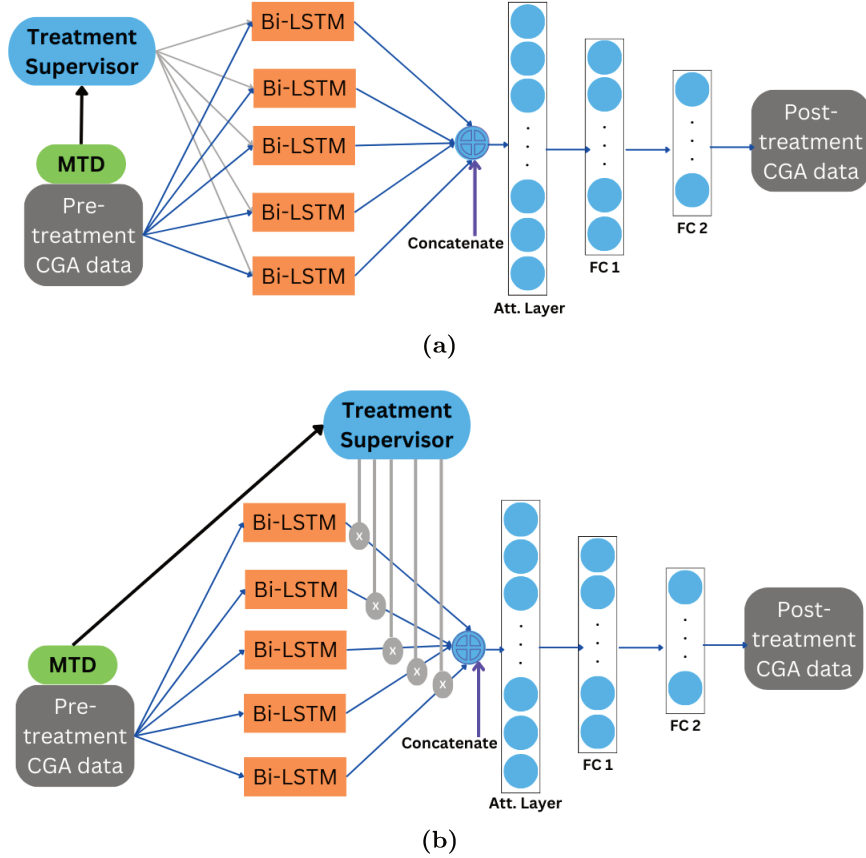 Treatment
Supervisor
MTD
Pre-
treatment
CGA data
Bi-LSTM
Bi-LSTM
Bi-LSTM
Bi-LSTM
Bi-LSTM
Concatenate
Att. Layer
FC 1
FC 2
Post-
treatment
CGA data
(a)
Treatment
Supervisor
MTD
Pre-
treatment
CGA data
Bi-LSTM
Bi-LSTM
Bi-LSTM
Bi-LSTM
Bi-LSTM
x
x
x
x
x
Concatenate
Att. Layer
FC 1
FC 2
Post-
treatment
CGA data
(b)